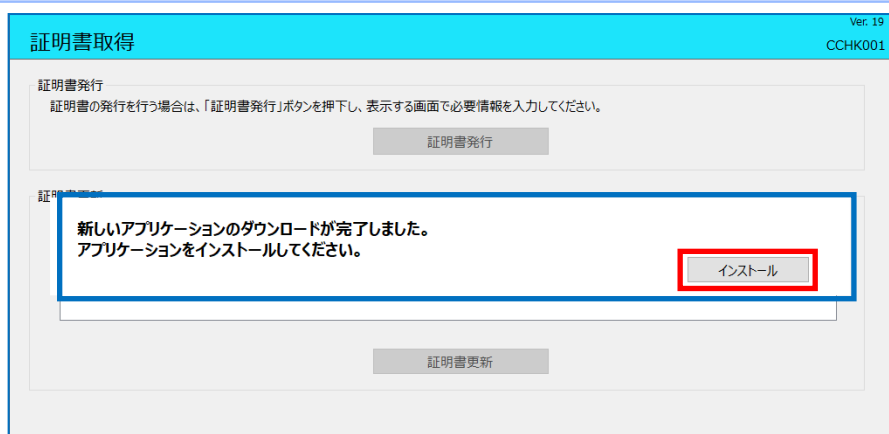 Ver. 19
証明書取得
CCHK001
証明書発行
証明書の発行を行う場合は、「証明書発行」ボタンを押下し、表示する画面で必要情報を入力してください。
証明書発行
証明書更新
新しいアプリケーションのダウンロードが完了しました。
アプリケーションをインストールしてください。
インストール
証明書更新